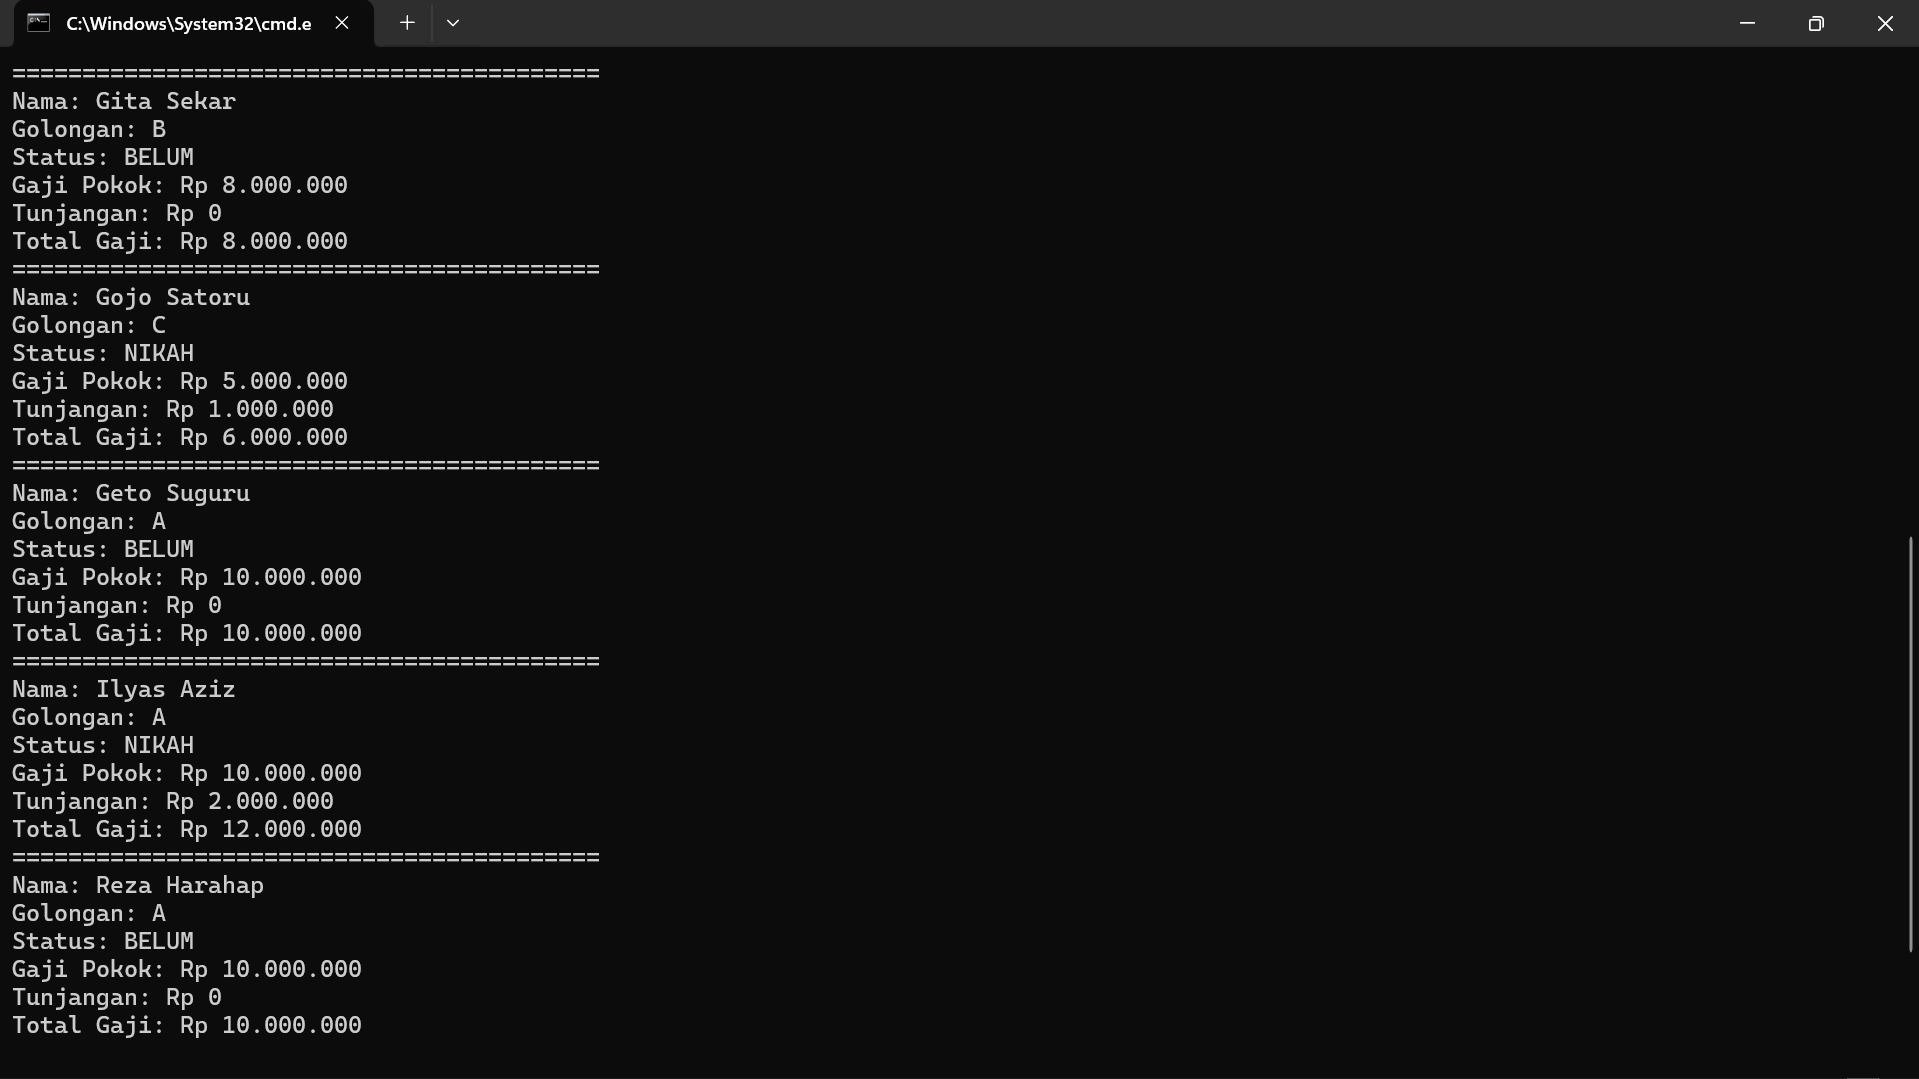 C:\Windows\System32\cmd.e
==========================================
Nama: Gita Sekar
Golongan: B
Status: BELUM
Gaji Pokok: Rp 8.000.000
Tunjangan: Rp 0
Total Gaji: Rp 8.000.000
==========================================
Nama: Gojo Satoru
Golongan: C
Status: NIKAH
Gaji Pokok: Rp 5.000.000
Tunjangan: Rp 1.000.000
Total Gaji: Rp 6.000.000
==========================================
Nama: Geto Suguru
Golongan: A
Status: BELUM
Gaji Pokok: Rp 10.000.000
Tunjangan: Rp 0
Total Gaji: Rp 10.000.000
==========================================
Nama: Ilyas Aziz
Golongan: A
Status: NIKAH
Gaji Pokok: Rp 10.000.000
Tunjangan: Rp 2.000.000
Total Gaji: Rp 12.000.000
==========================================
Nama: Reza Harahap
Golongan: A
Status: BELUM
Gaji Pokok: Rp 10.000.000
Tunjangan: Rp 0
Total Gaji: Rp 10.000.000